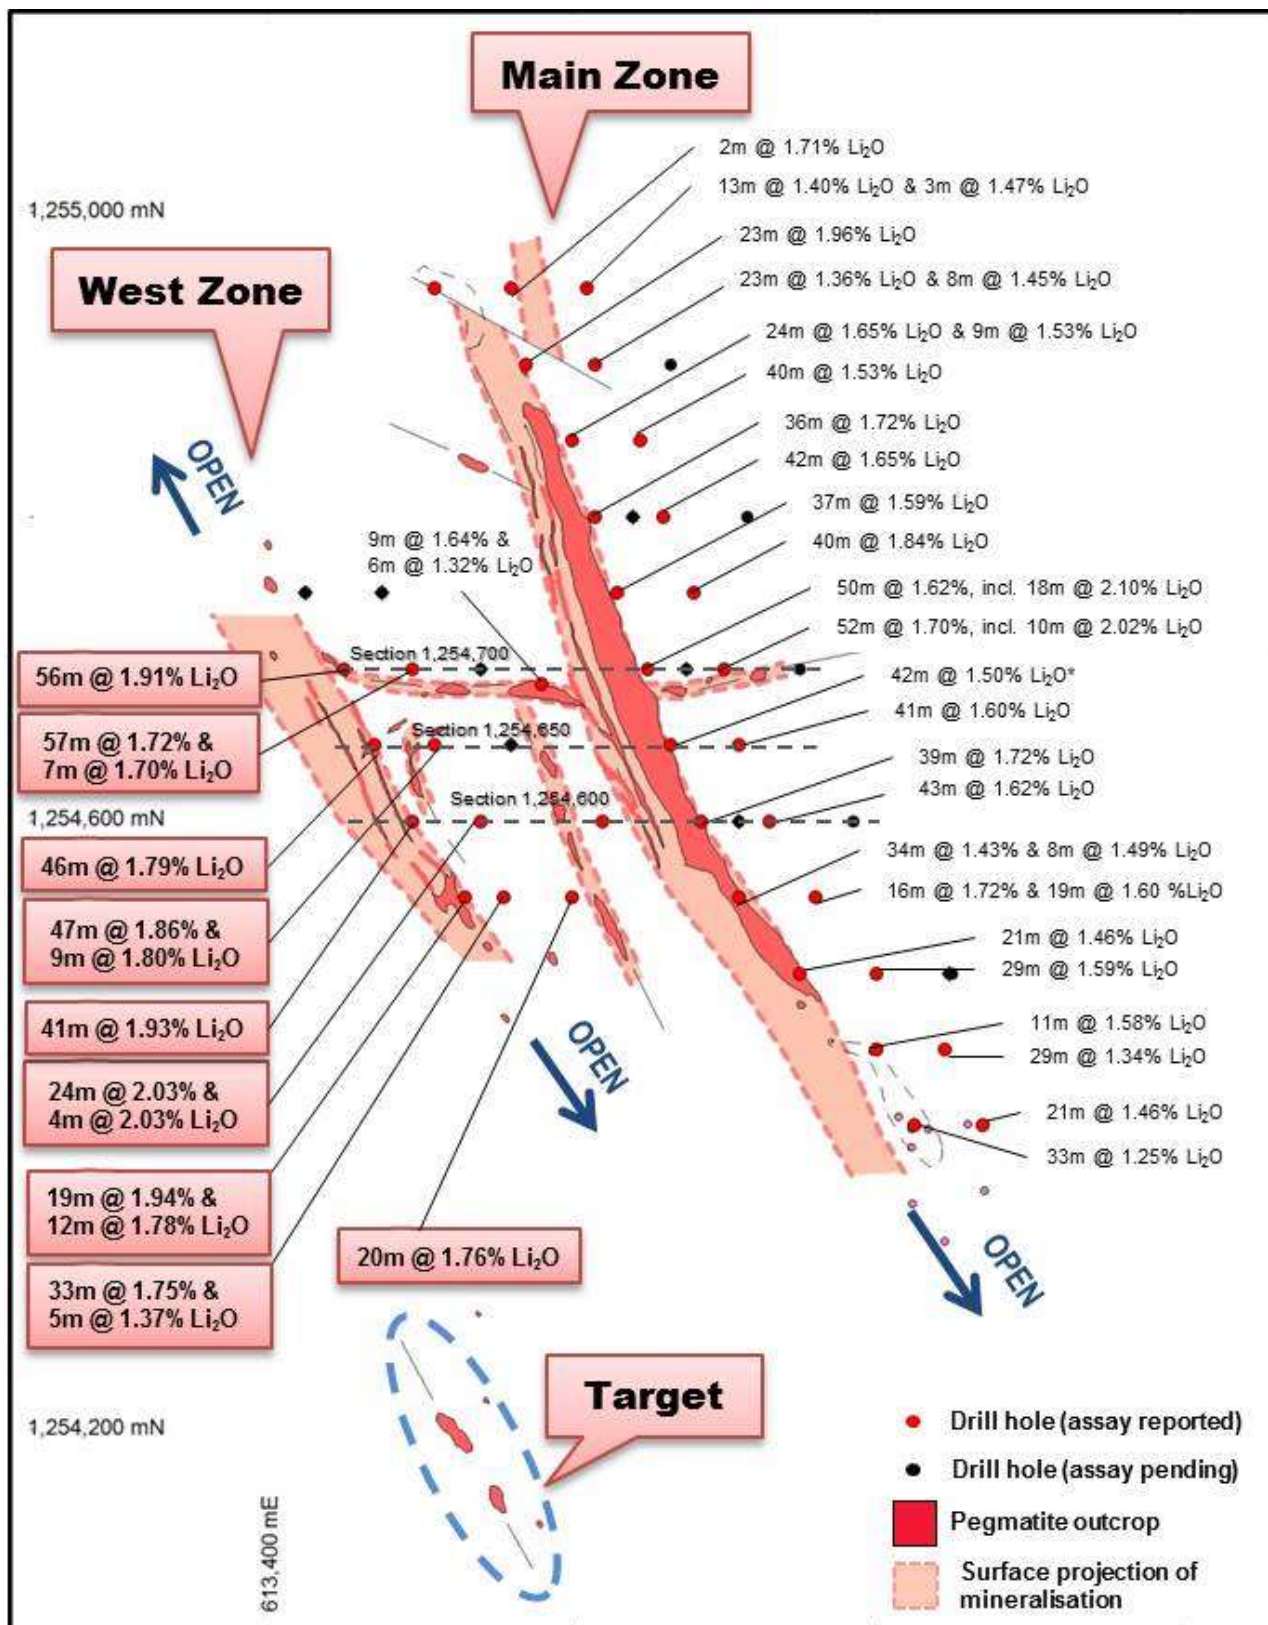 Main Zone
2m @ 1.71% Li₂O
13m @ 1.40% Li₂O & 3m @ 1.47% Li₂O
1,255,000 mN
23m @ 1.96% Li₂O
West Zone
23m @ 1.36% Li₂O & 8m @ 1.45% Li₂O
24m @ 1.65% Li₂O & 9m @ 1.53% Li₂O
40m @ 1.53% Li₂O
36m @ 1.72% Li₂O
42m @ 1.65% Li₂O
OPEN
37m @ 1.59% Li₂O
40m @ 1.84% Li₂O
9m @ 1.64% &
6m @ 1.32% Li₂O
50m @ 1.62%, incl. 18m @ 2.10% Li₂O
52m @ 1.70%, incl. 10m @ 2.02% Li₂O
Section 1,254,700
56m @ 1.91% Li₂O
42m @ 1.50% Li₂O*
41m @ 1.60% Li₂O
57m @ 1.72% &
7m @ 1.70% Li₂O
Section 1,254,650
39m @ 1.72% Li₂O
43m @ 1.62% Li₂O
Section 1,254,600
1,254,600 mN
34m @ 1.43% & 8m @ 1.49% Li₂O
46m @ 1.79% Li₂O
16m @ 1.72% & 19m @ 1.60 %Li₂O
47m @ 1.86% &
9m @ 1.80% Li₂O
21m @ 1.46% Li₂O
29m @ 1.59% Li₂O
41m @ 1.93% Li₂O
11m @ 1.58% Li₂O
29m @ 1.34% Li₂O
OPEN
24m @ 2.03% &
4m @ 2.03% Li₂O
21m @ 1.46% Li₂O
33m @ 1.25% Li₂O
19m @ 1.94% &
12m @ 1.78% Li₂O
20m @ 1.76% Li₂O
OPEN
33m @ 1.75% &
5m @ 1.37% Li₂O
Target
1,254,200 mN
613,400 mE
Drill hole (assay reported)
Drill hole (assay pending)
Pegmatite outcrop
Surface projection of
mineralisation